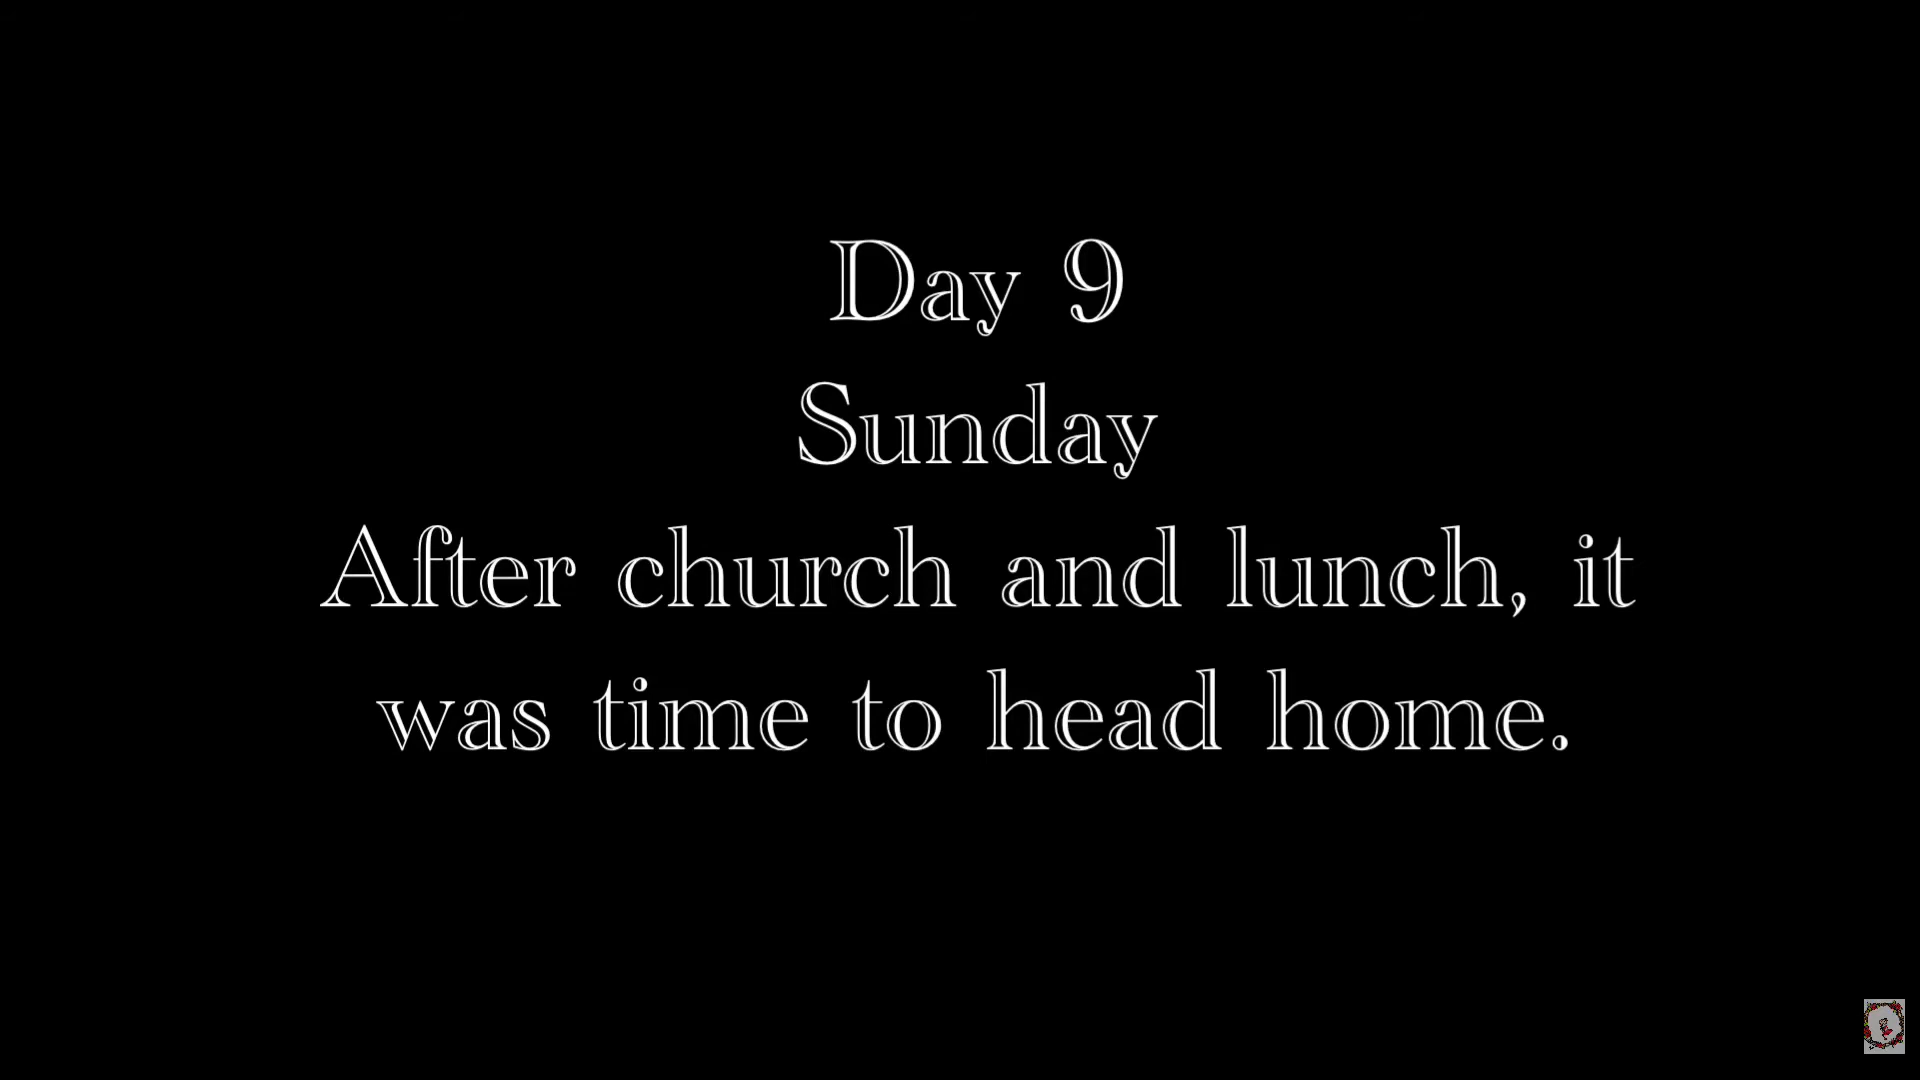 Day 9
Sunday
After church and lunch, it
was time to head home.